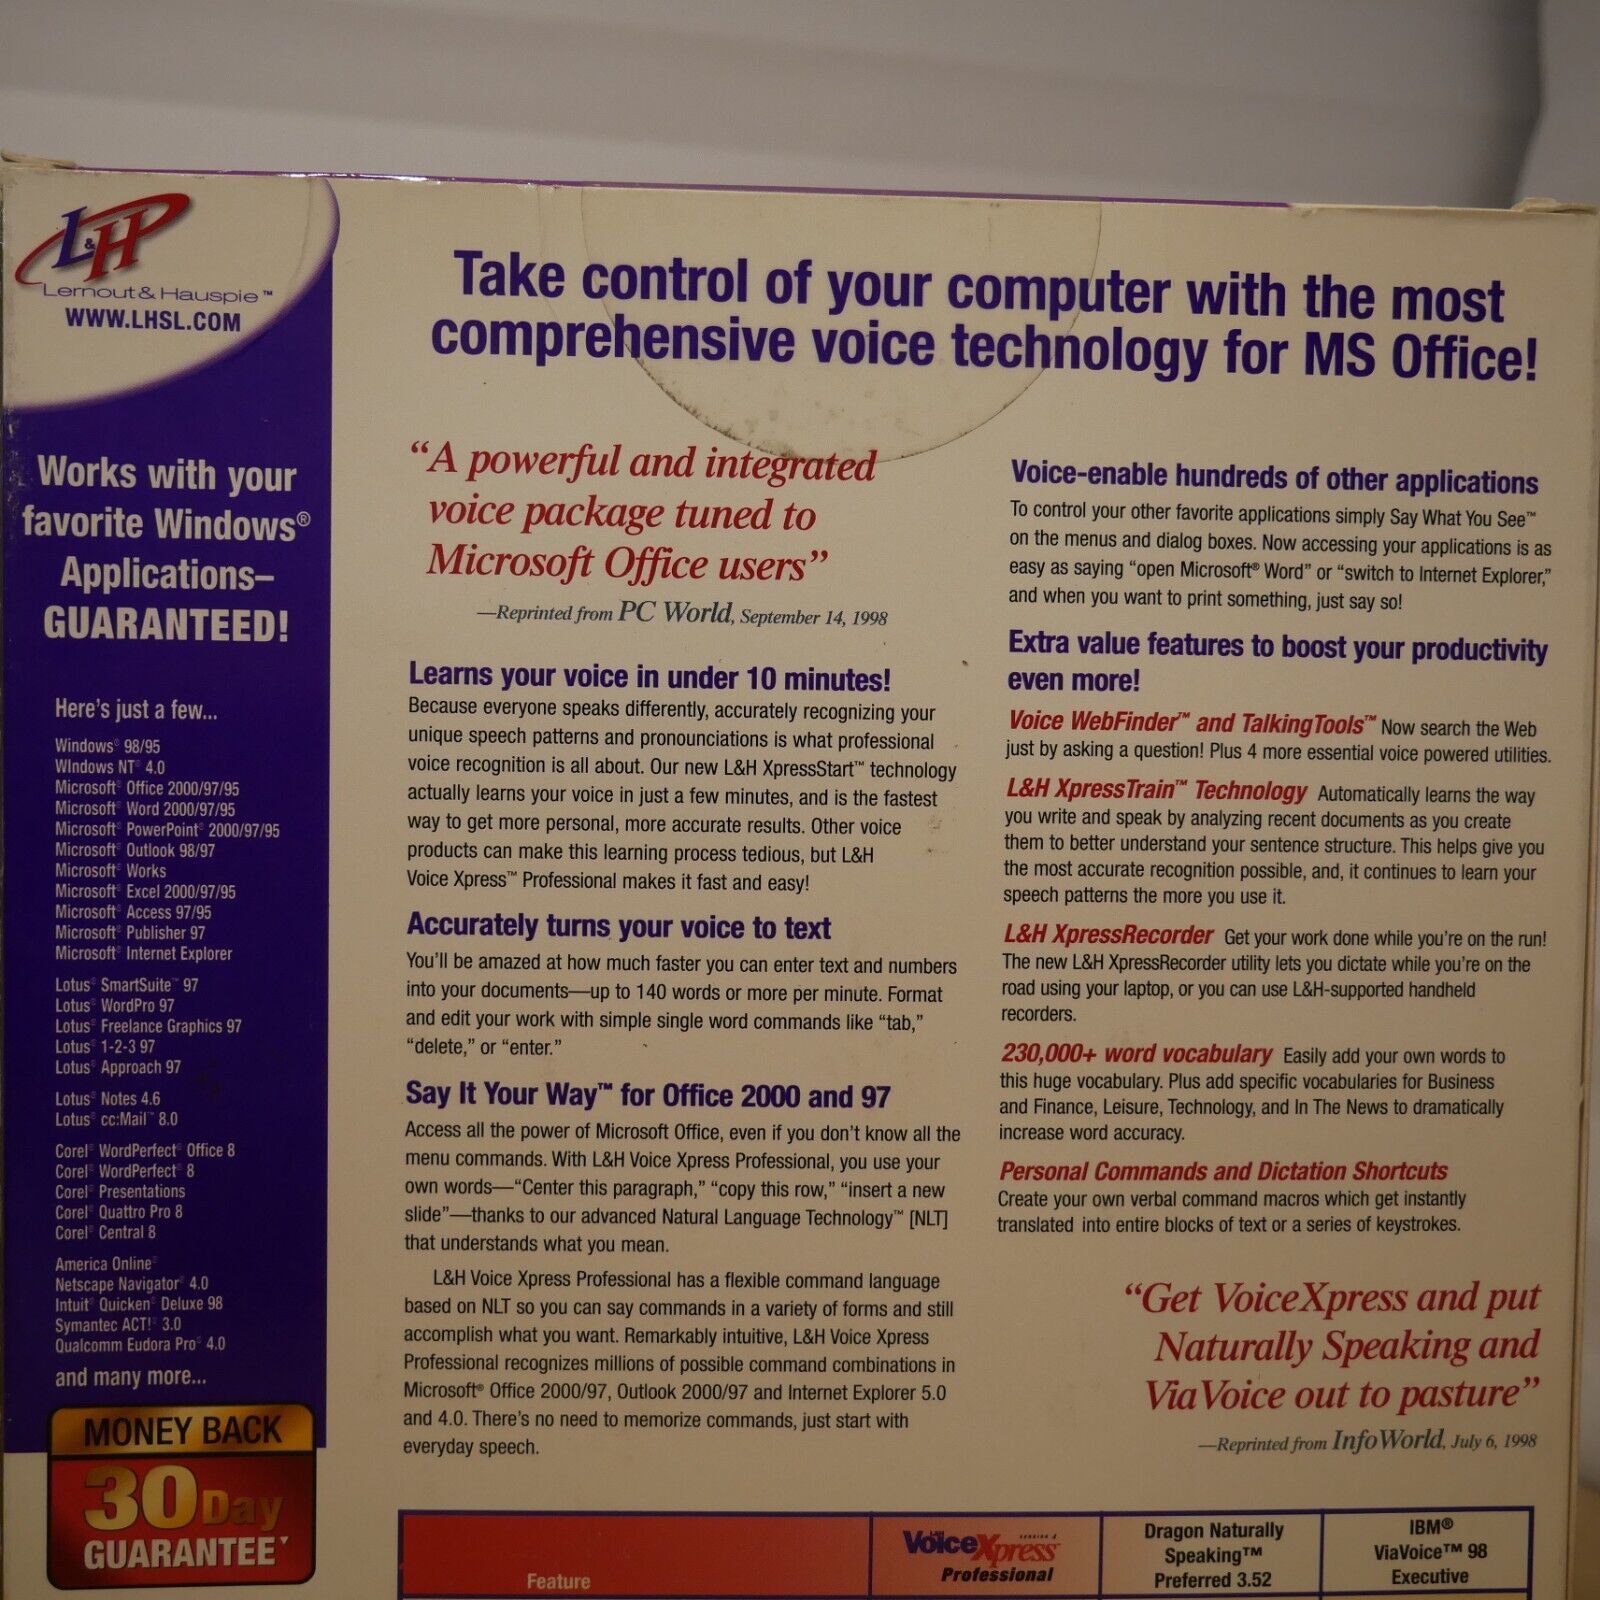 L&H
Lernout & Hauspie™
WWW.LHSL.COM
Works with your
favorite Windows®
Applications–
GUARANTEED!
Here's just a few...
Windows® 98/95
WIndows NT® 4.0
Microsoft® Office 2000/97/95
Microsoft® Word 2000/97/95
Microsoft® PowerPoint® 2000/97/95
Microsoft® Outlook 98/97
Microsoft® Works
Microsoft® Excel 2000/97/95
Microsoft® Access 97/95
Microsoft® Publisher 97
Microsoft® Internet Explorer
Lotus® SmartSuite™ 97
Lotus® WordPro 97
Lotus® Freelance Graphics 97
Lotus® 1-2-3 97
Lotus® Approach 97
Lotus® Notes 4.6
Lotus® cc:Mail™ 8.0
Corel® WordPerfect® Office 8
Corel® WordPerfect® 8
Corel® Presentations
Corel® Quattro Pro 8
Corel® Central 8
America Online®
Netscape Navigator® 4.0
Intuit® Quicken® Deluxe 98
Symantec ACT!® 3.0
Qualcomm Eudora Pro® 4.0
and many more...
MONEY BACK
30 Day
GUARANTEE▼
Take control of your computer with the most
comprehensive voice technology for MS Office!
“A powerful and integrated
voice package tuned to
Microsoft Office users”
—Reprinted from PC World, September 14, 1998
Learns your voice in under 10 minutes!
Because everyone speaks differently, accurately recognizing your
unique speech patterns and pronounciations is what professional
voice recognition is all about. Our new L&H XpressStart™ technology
actually learns your voice in just a few minutes, and is the fastest
way to get more personal, more accurate results. Other voice
products can make this learning process tedious, but L&H
Voice Xpress™ Professional makes it fast and easy!
Accurately turns your voice to text
You'll be amazed at how much faster you can enter text and numbers
into your documents—up to 140 words or more per minute. Format
and edit your work with simple single word commands like “tab,”
“delete,” or “enter.”
Say It Your Way™ for Office 2000 and 97
Access all the power of Microsoft Office, even if you don't know all the
menu commands. With L&H Voice Xpress Professional, you use your
own words—“Center this paragraph,” “copy this row,” “insert a new
slide”—thanks to our advanced Natural Language Technology™ [NLT]
that understands what you mean.
L&H Voice Xpress Professional has a flexible command language
based on NLT so you can say commands in a variety of forms and still
accomplish what you want. Remarkably intuitive, L&H Voice Xpress
Professional recognizes millions of possible command combinations in
Microsoft® Office 2000/97, Outlook 2000/97 and Internet Explorer 5.0
and 4.0. There's no need to memorize commands, just start with
everyday speech.
Voice-enable hundreds of other applications
To control your other favorite applications simply Say What You See™
on the menus and dialog boxes. Now accessing your applications is as
easy as saying “open Microsoft® Word” or “switch to Internet Explorer,”
and when you want to print something, just say so!
Extra value features to boost your productivity
even more!
Voice WebFinder™ and TalkingTools™ Now search the Web
just by asking a question! Plus 4 more essential voice powered utilities.
L&H XpressTrain™ Technology Automatically learns the way
you write and speak by analyzing recent documents as you create
them to better understand your sentence structure. This helps give you
the most accurate recognition possible, and, it continues to learn your
speech patterns the more you use it.
L&H XpressRecorder Get your work done while you're on the run!
The new L&H XpressRecorder utility lets you dictate while you're on the
road using your laptop, or you can use L&H-supported handheld
recorders.
230,000+ word vocabulary Easily add your own words to
this huge vocabulary. Plus add specific vocabularies for Business
and Finance, Leisure, Technology, and In The News to dramatically
increase word accuracy.
Personal Commands and Dictation Shortcuts
Create your own verbal command macros which get instantly
translated into entire blocks of text or a series of keystrokes.
“Get VoiceXpress and put
Naturally Speaking and
ViaVoice out to pasture”
—Reprinted from InfoWorld, July 6, 1998
Feature
L&H VERSION 4
VoiceXpress™
Professional
Dragon Naturally
Speaking™
Preferred 3.52
IBM®
ViaVoice™ 98
Executive